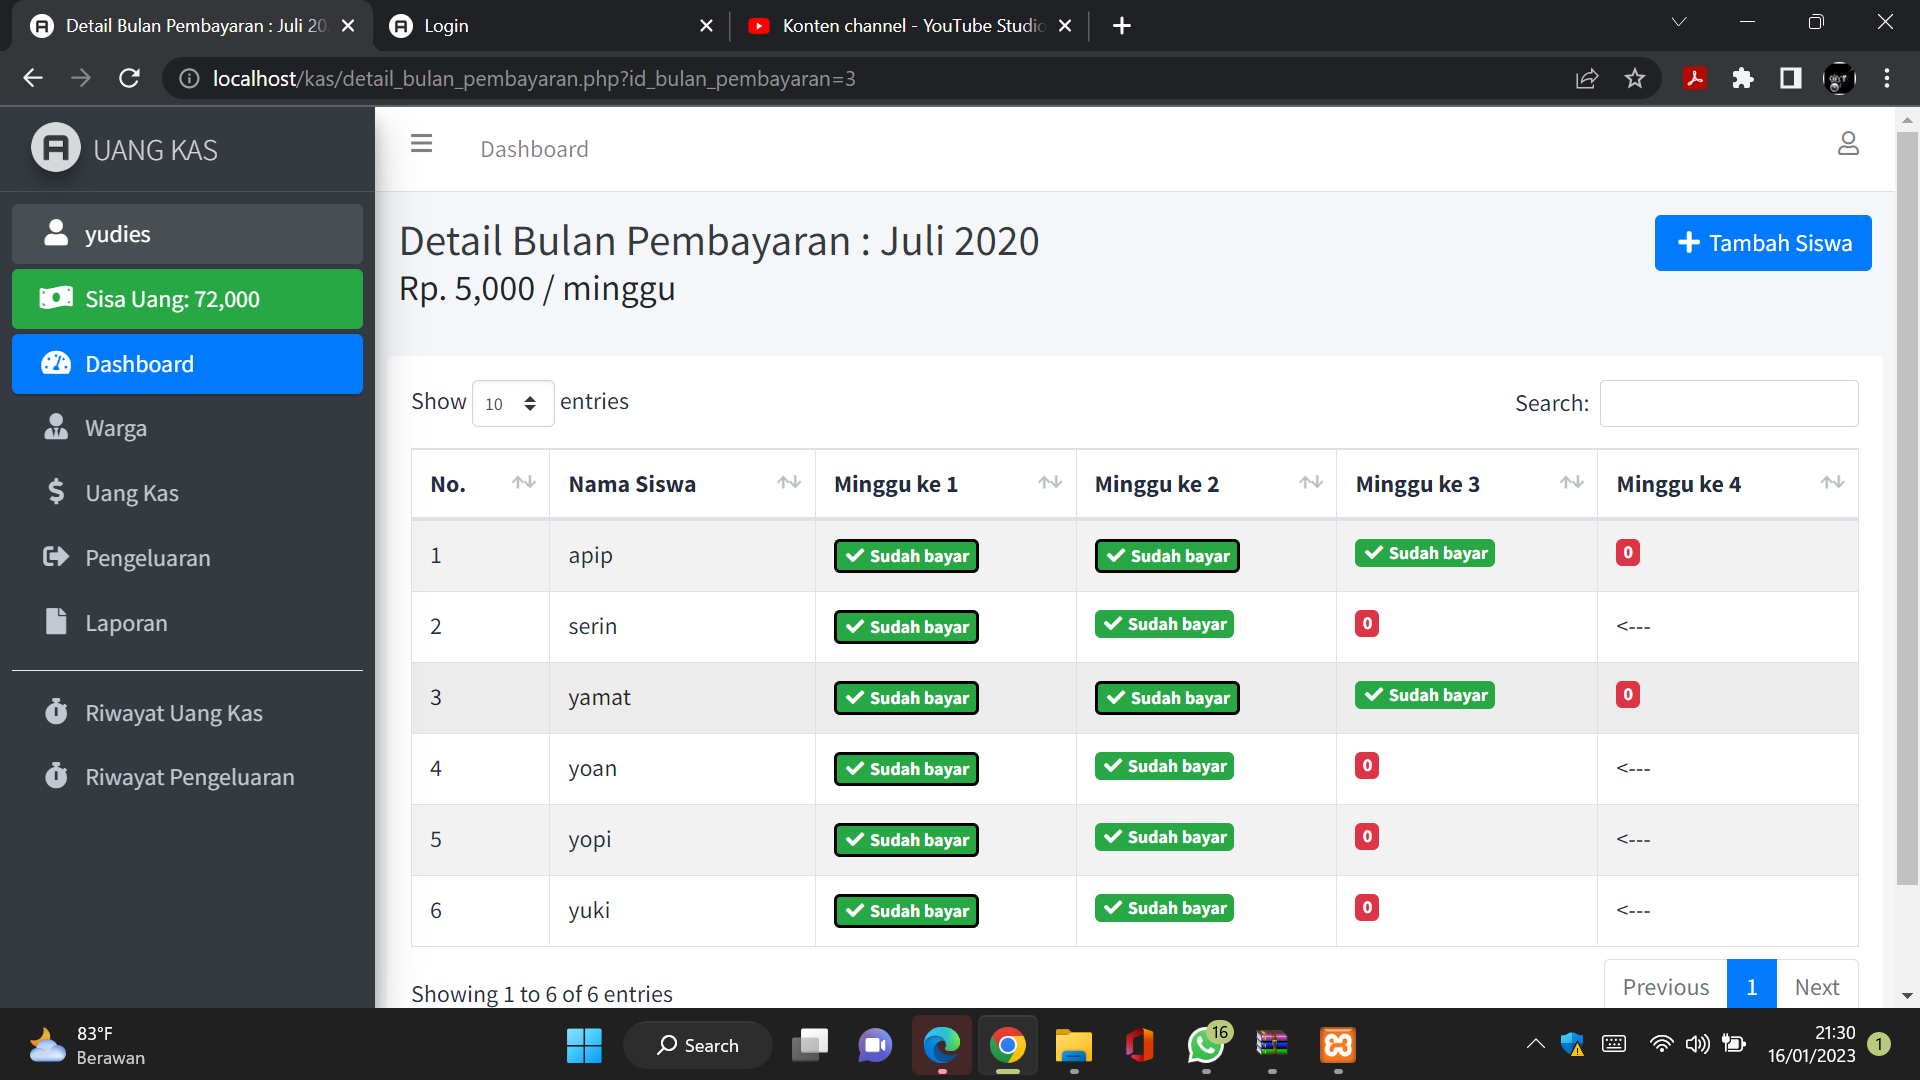 Detail Bulan Pembayaran : Juli 20
Login
Konten channel - YouTube Studio
localhost/kas/detail_bulan_pembayaran.php?id_bulan_pembayaran=3
UANG KAS
Dashboard
yudies
Sisa Uang: 72,000
Dashboard
Warga
Uang Kas
Pengeluaran
Laporan
Riwayat Uang Kas
Riwayat Pengeluaran
Detail Bulan Pembayaran : Juli 2020
Rp. 5,000 / minggu
Tambah Siswa
Show 10 entries
Search:
No. Nama Siswa Minggu ke 1 Minggu ke 2 Minggu ke 3 Minggu ke 4
1 apip Sudah bayar Sudah bayar Sudah bayar 0
2 serin Sudah bayar Sudah bayar 0 <---
3 yamat Sudah bayar Sudah bayar Sudah bayar 0
4 yoan Sudah bayar Sudah bayar 0 <---
5 yopi Sudah bayar Sudah bayar 0 <---
6 yuki Sudah bayar Sudah bayar 0 <---
Showing 1 to 6 of 6 entries
Previous 1 Next
83°F
Berawan
Search
16
21:30
16/01/2023
1